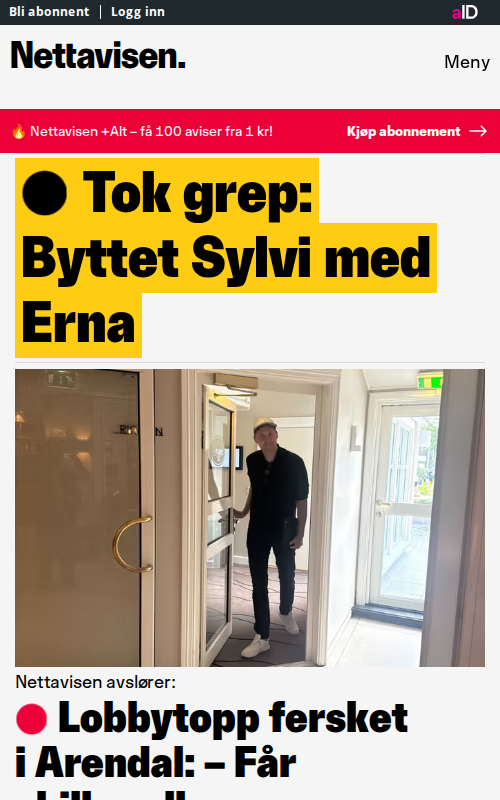 Bli abonnent | Logg inn
aID
Nettavisen.
Meny
🔥 Nettavisen +Alt – få 100 aviser fra 1 kr!
Kjøp abonnement →
Tok grep:
Byttet Sylvi med
Erna
Nettavisen avslører:
Lobbytopp fersket
i Arendal: – Får